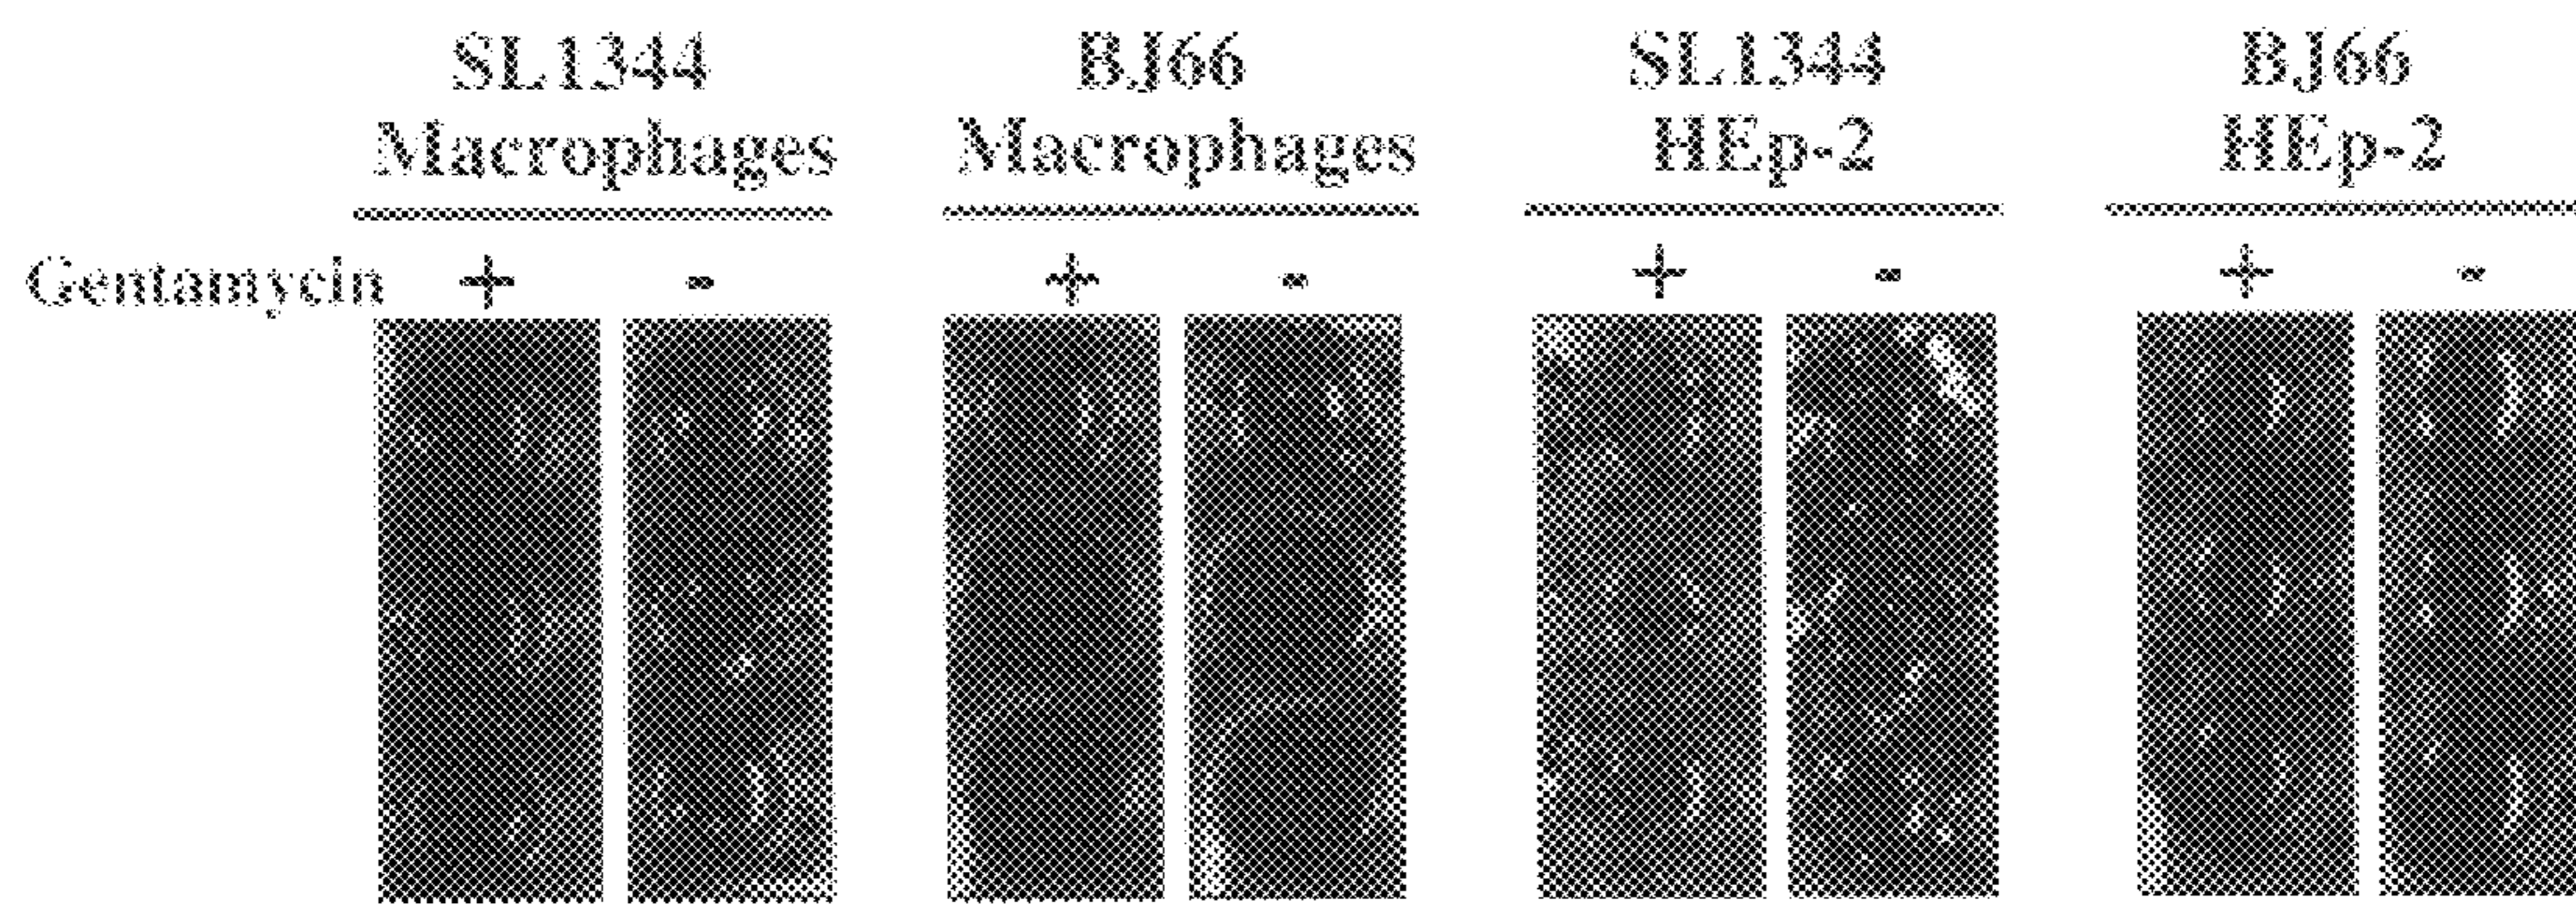 SL1344 BJ66 SL1344 BJ66
Macrophages Macrophages HEp-2 HEp-2
Gentamycin + - + - + - + -